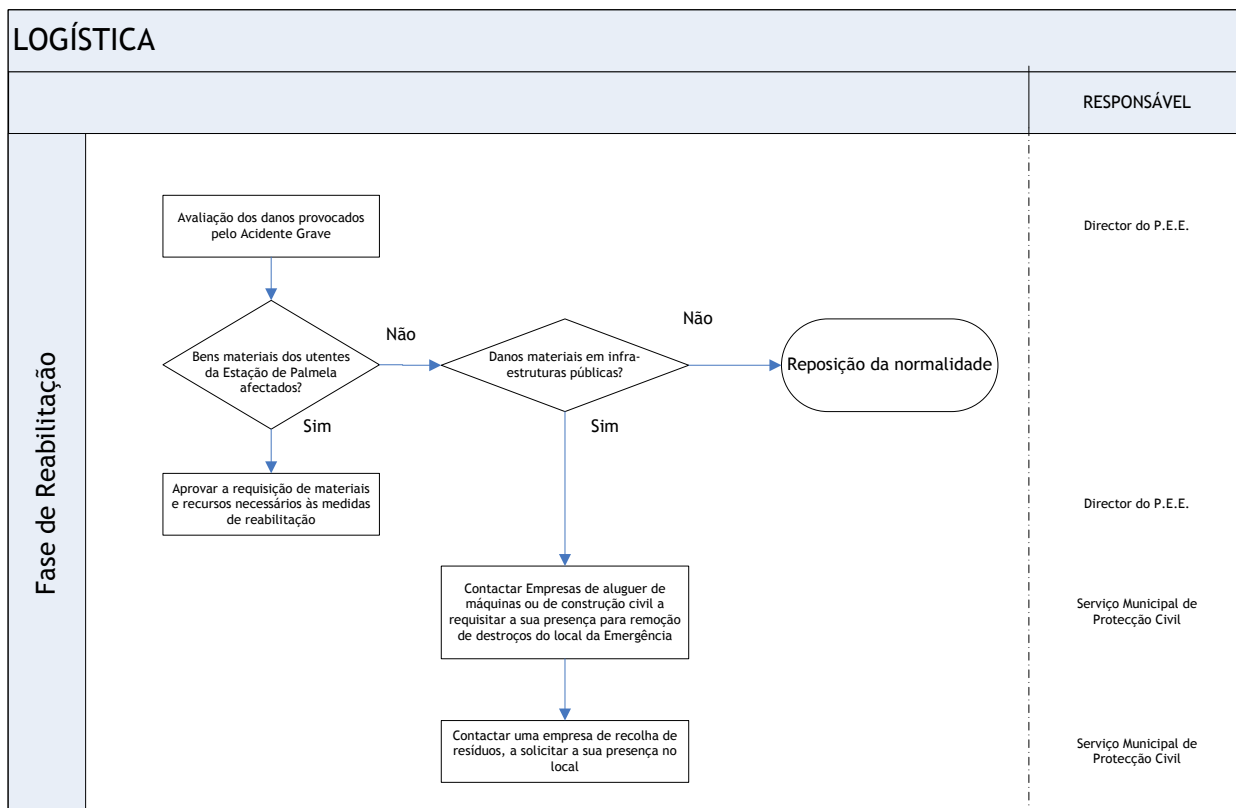 LOGÍSTICA
RESPONSÁVEL
Fase de Reabilitação
Avaliação dos danos provocados
pelo Acidente Grave
Director do P.E.E.
Bens materiais dos utentes
da Estação de Palmela
afectados?
Não
Sim
Danos materiais em infra-
estruturas públicas?
Não
Sim
Reposição da normalidade
Aprovar a requisição de materiais
e recursos necessários às medidas
de reabilitação
Director do P.E.E.
Contactar Empresas de aluguer de
máquinas ou de construção civil a
requisitar a sua presença para remoção
de destroços do local da Emergência
Serviço Municipal de
Protecção Civil
Contactar uma empresa de recolha de
resíduos, a solicitar a sua presença no
local
Serviço Municipal de
Protecção Civil